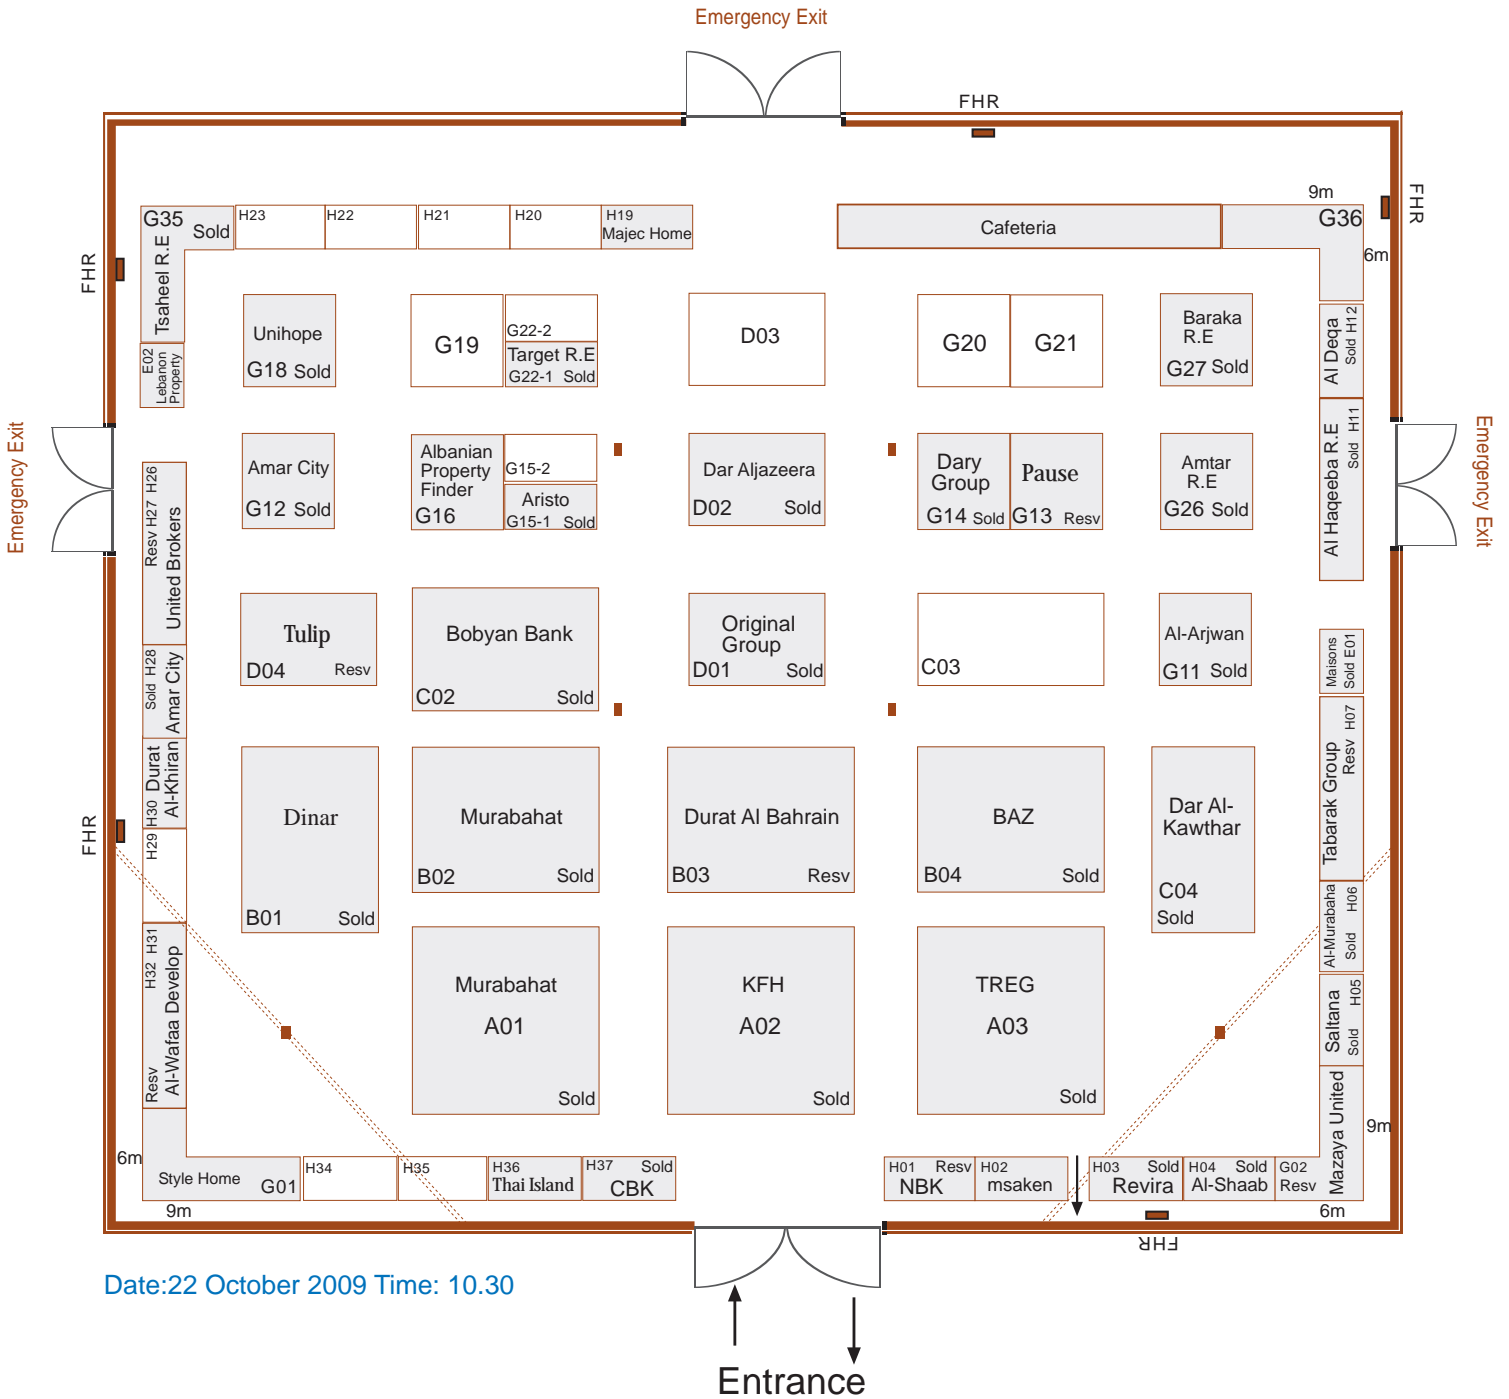 Emergency Exit
FHR
9m
FHR
G35
Sold
Tsaheel R.E
H23
H22
H21
H20
H19
Majec Home
Cafeteria
G36
6m
FHR
Unihope
G18 Sold
G19
G22-2
Target R.E
G22-1 Sold
D03
G20
G21
Baraka
R.E
G27 Sold
Al Deqa
Sold H12
E02
Lebanon
Property
Emergency Exit
Amar City
G12 Sold
Albanian
Property
Finder
G16
G15-2
Aristo
G15-1 Sold
Dar Aljazeera
D02 Sold
Dary
Group
G14 Sold
Pause
G13 Resv
Amtar
R.E
G26 Sold
Al Haqeeba R.E
Sold H11
Emergency Exit
Resv H27 H26
United Brokers
Tulip
D04 Resv
Bobyan Bank
C02 Sold
Original
Group
D01 Sold
C03
Al-Arjwan
G11 Sold
Maisons
Sold E01
Sold H28
Amar City
H30 Durat
Al-Khiran
Tabarak Group
Resv H07
FHR
H29
Dinar
B01 Sold
Murabahat
B02 Sold
Durat Al Bahrain
B03 Resv
BAZ
B04 Sold
Dar Al-
Kawthar
C04
Sold
Al-Murabaha
Sold H06
Resv H32 H31
Al-Wafaa Develop
Murabahat
A01
Sold
KFH
A02
Sold
TREG
A03
Sold
Saltana
Sold H05
Mazaya United
9m
6m
Style Home G01
9m
H34
H35
H36
Thai Island
H37 Sold
CBK
H01 Resv
NBK
H02
msaken
H03 Sold
Revira
H04 Sold
Al-Shaab
G02
Resv
6m
FHR
Date:22 October 2009 Time: 10.30
Entrance